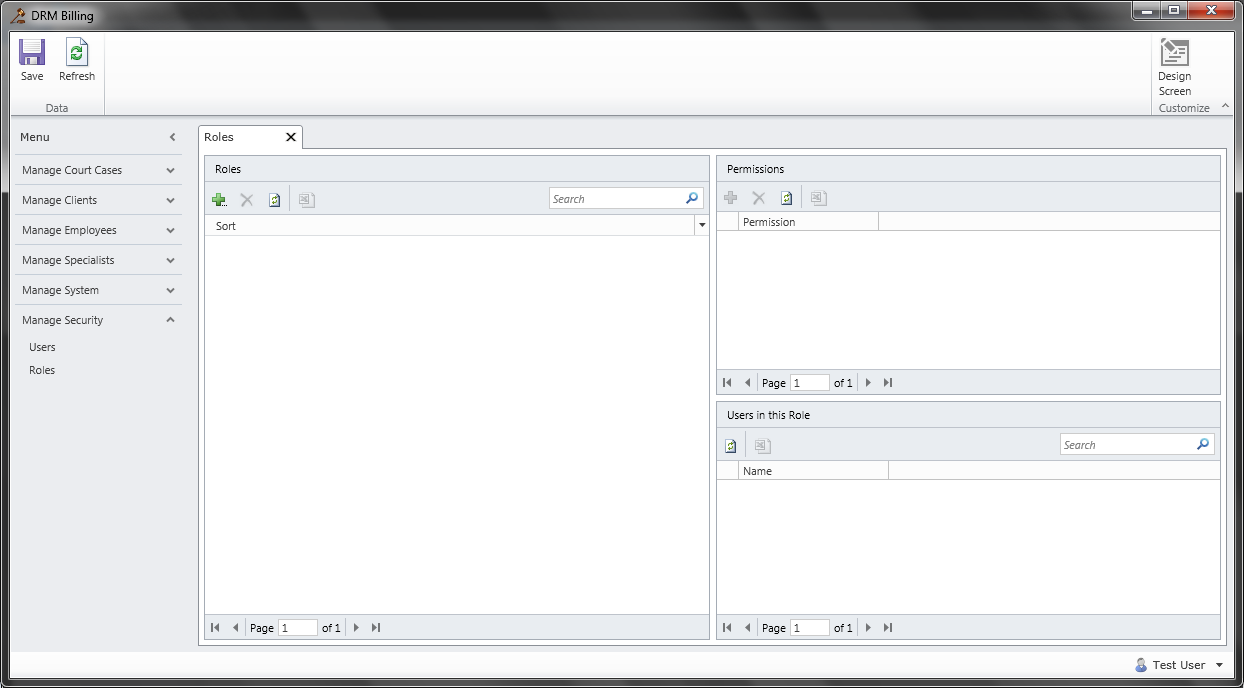 DRM Billing
Save
Refresh
Data
Design
Screen
Customize
Menu
Manage Court Cases
Manage Clients
Manage Employees
Manage Specialists
Manage System
Manage Security
Users
Roles
Roles
Roles
Search
Sort
Page 1 of 1
Permissions
Permission
Page 1 of 1
Users in this Role
Search
Name
Page 1 of 1
Test User